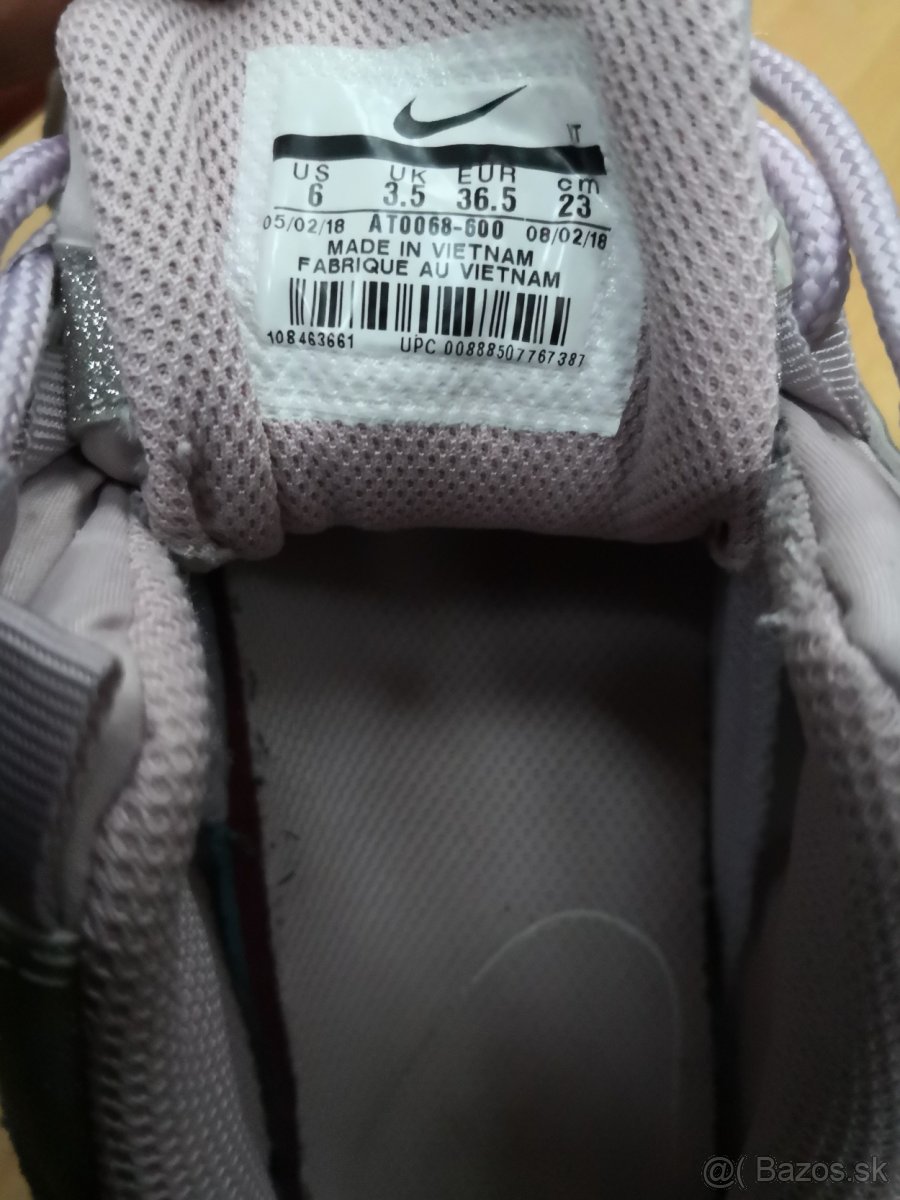 YT
US UK EUR cm
6 3.5 36.5 23
05/02/18 AT0068-600 08/02/18
MADE IN VIETNAM
FABRIQUE AU VIETNAM
108463661 UPC 00888507767387
@( Bazos.sk